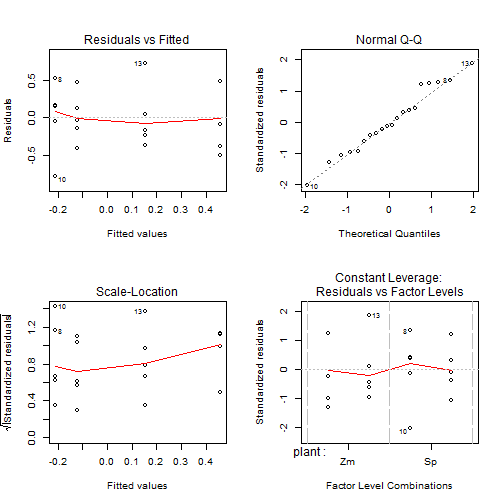 Residuals vs Fitted
Residuals
0.5
0.0
-0.5
13
8
10
-0.2 0.0 0.1 0.2 0.3 0.4
Fitted values
Normal Q-Q
Standardized residuals
2
1
0
-1
-2
13
8
10
-2 -1 0 1 2
Theoretical Quantiles
Scale-Location
√|Standardized residuals|
1.2
0.8
0.4
0.0
10
13
8
-0.2 0.0 0.1 0.2 0.3 0.4
Fitted values
Constant Leverage:
Residuals vs Factor Levels
Standardized residuals
2
1
0
-1
-2
13
8
10
plant :
Zm Sp
Factor Level Combinations